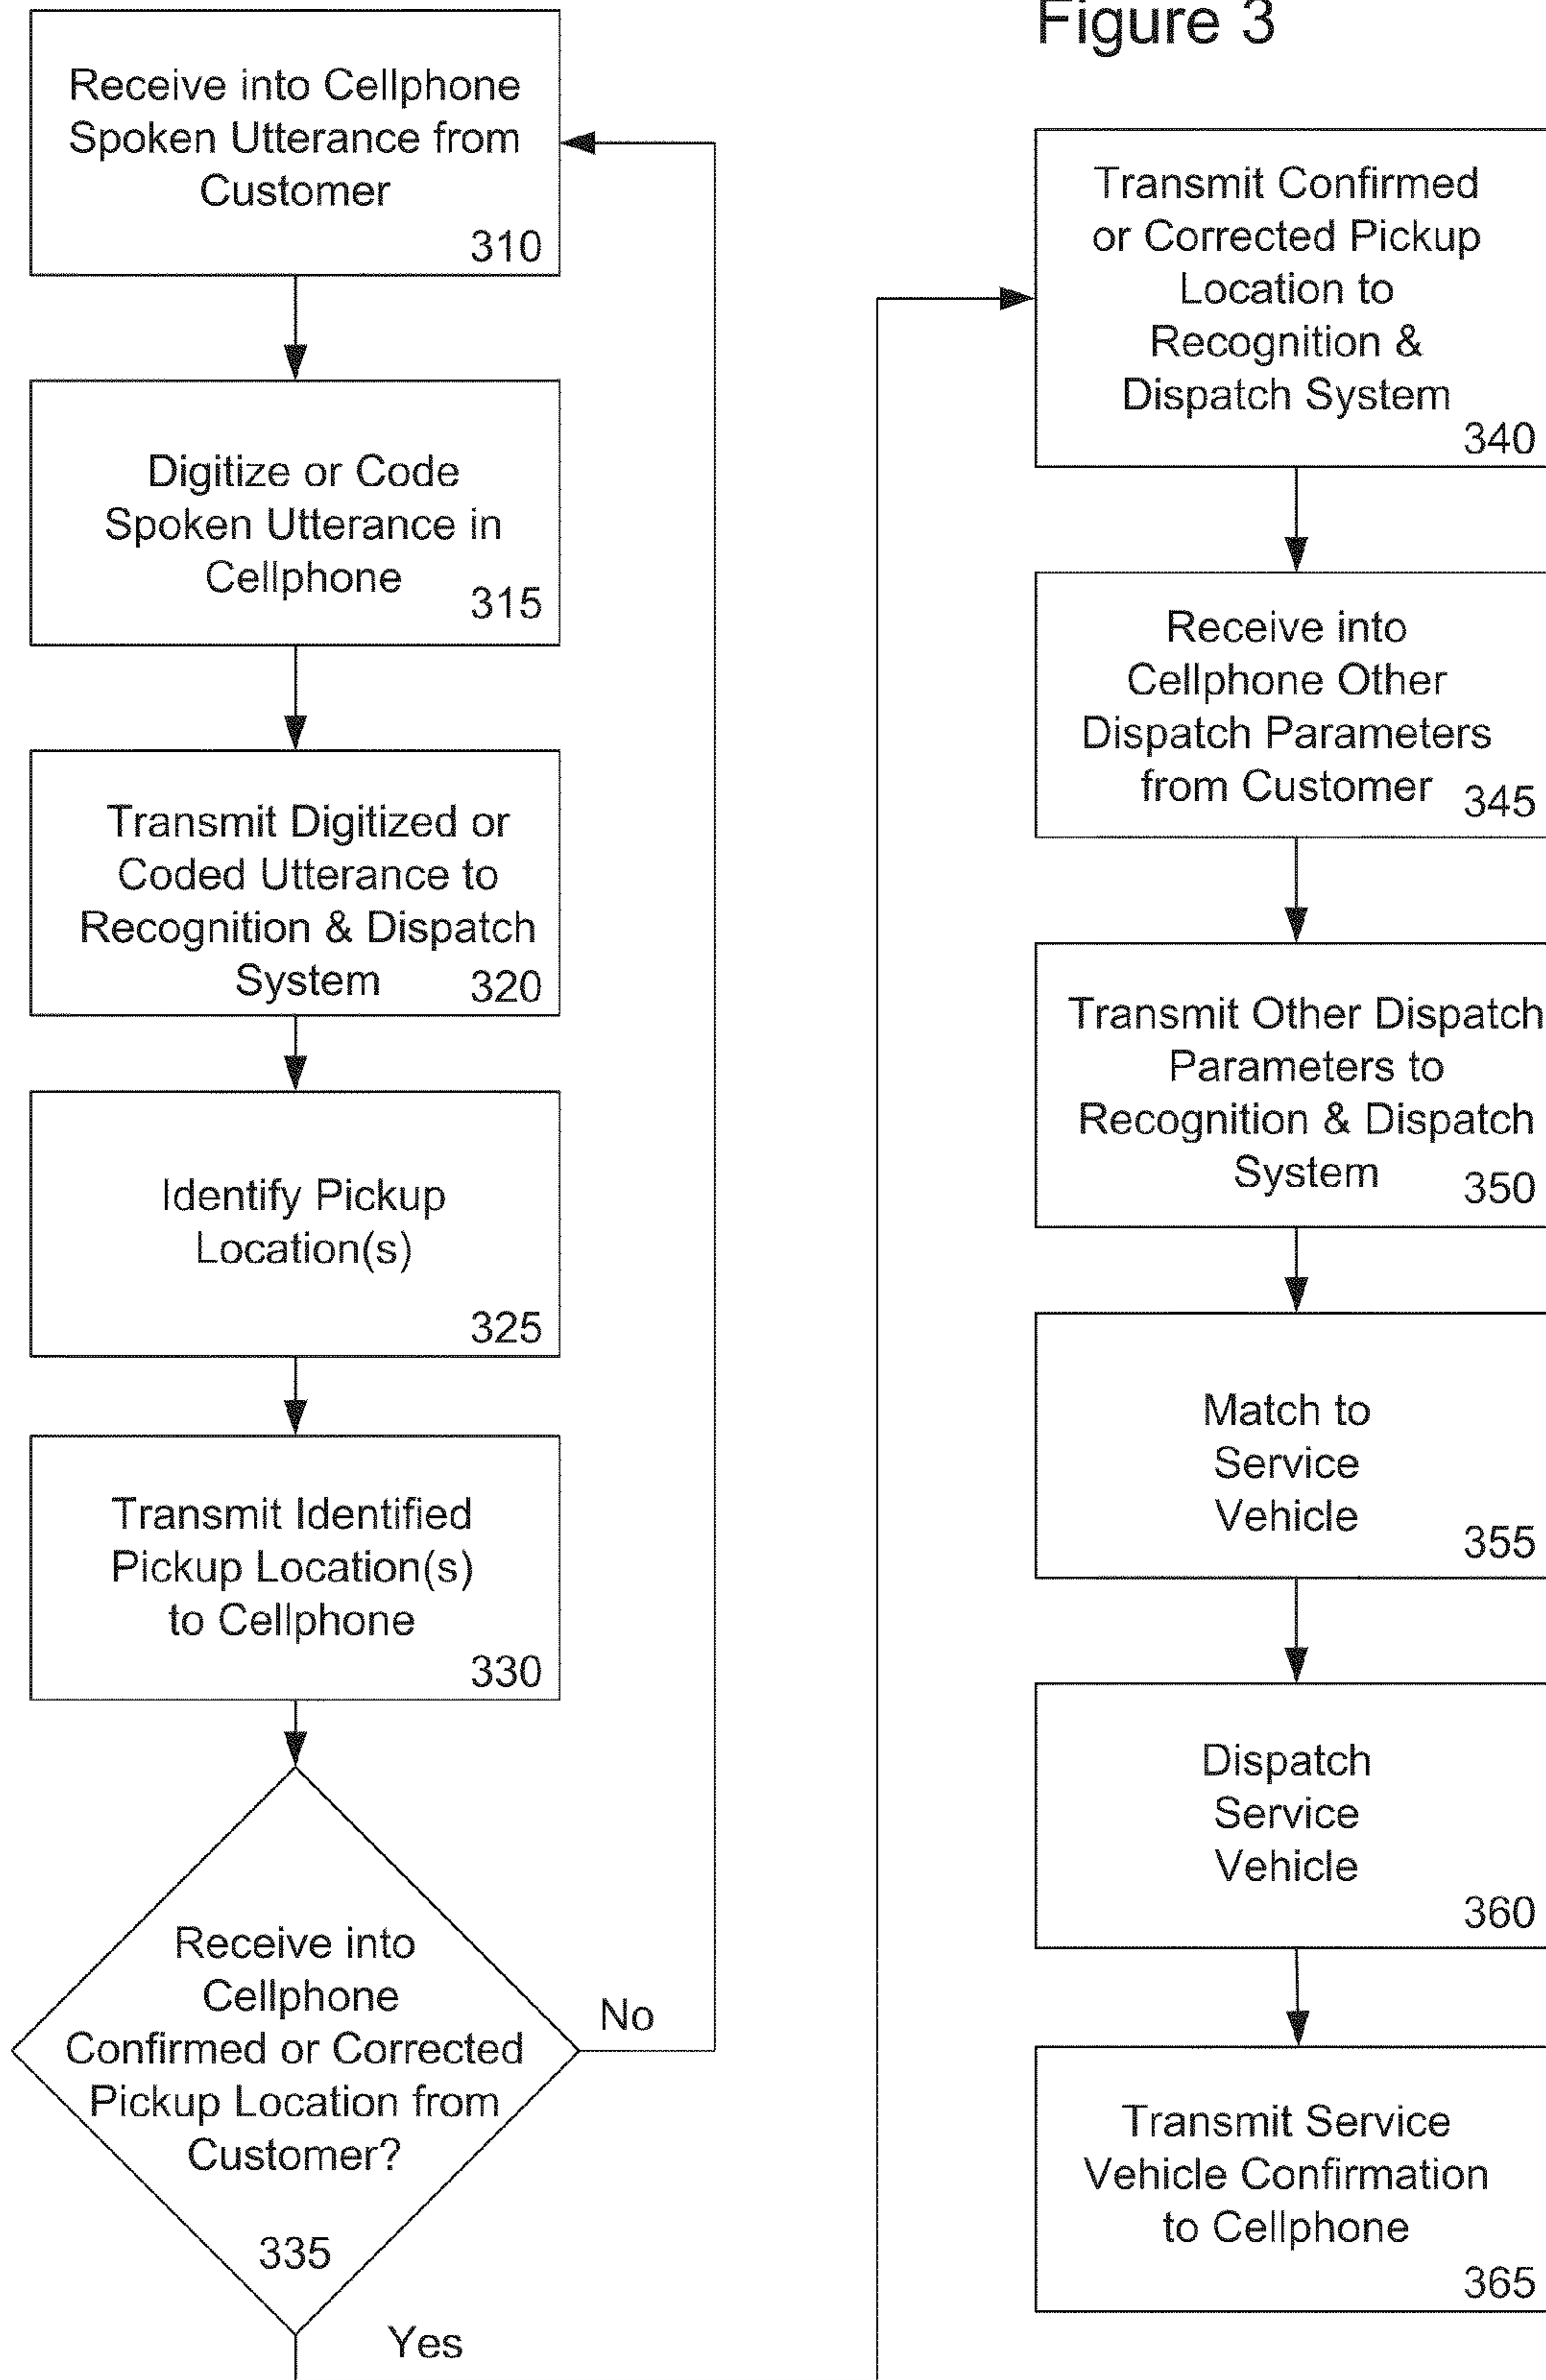 Figure 3
Receive into Cellphone
Spoken Utterance from
Customer
310
Digitize or Code
Spoken Utterance in
Cellphone
315
Transmit Digitized or
Coded Utterance to
Recognition & Dispatch
System
320
Identify Pickup
Location(s)
325
Transmit Identified
Pickup Location(s)
to Cellphone
330
Receive into
Cellphone
Confirmed or Corrected
Pickup Location from
Customer?
335
No
Yes
Transmit Confirmed
or Corrected Pickup
Location to
Recognition &
Dispatch System
340
Receive into
Cellphone Other
Dispatch Parameters
from Customer
345
Transmit Other Dispatch
Parameters to
Recognition & Dispatch
System
350
Match to
Service
Vehicle
355
Dispatch
Service
Vehicle
360
Transmit Service
Vehicle Confirmation
to Cellphone
365